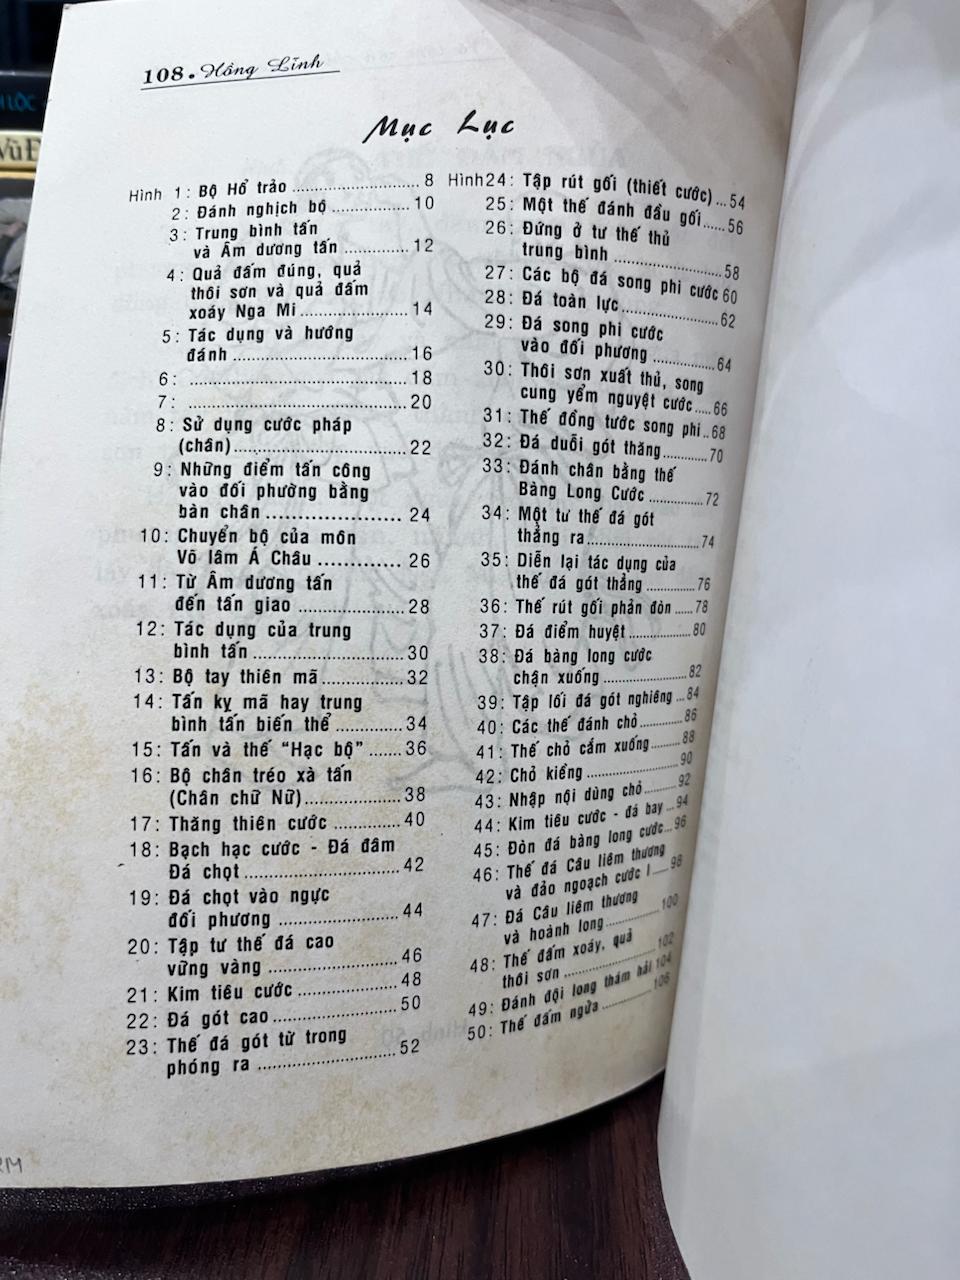 108. Hồng Lĩnh
Mục Lục
Hình 1: Bộ Hổ trảo ........ 8
2: Đánh nghịch bộ ........ 10
3: Trung bình tấn
và Âm dương tấn ........ 12
4: Quả đấm đúng, quả
thôi sơn và quả đấm
xoáy Nga Mi ........ 14
5: Tác dụng và hướng
đánh ........ 16
6: ........ 18
7: ........ 20
8: Sử dụng cước pháp
(chân) ........ 22
9: Những điểm tấn công
vào đối phường bằng
bàn chân ........ 24
10: Chuyển bộ của môn
Võ lâm Á Châu ........ 26
11: Từ Âm dương tấn
đến tấn giao ........ 28
12: Tác dụng của trung
bình tấn ........ 30
13: Bộ tay thiên mã ........ 32
14: Tấn kỵ mã hay trung
bình tấn biến thể ........ 34
15: Tấn và thế "Hạc bộ" ....... 36
16: Bộ chân tréo xà tấn
(Chân chữ Nữ) ........ 38
17: Thăng thiên cước ........ 40
18: Bạch hạc cước - Đá đâm
Đá chọt ........ 42
19: Đá chọt vào ngực
đối phương ........ 44
20: Tập tư thế đá cao
vững vàng ........ 46
21: Kim tiêu cước ........ 48
22: Đá gót cao ........ 50
23: Thế đá gót từ trong
phóng ra ........ 52
Hình 24: Tập rút gối (thiết cước) ... 54
25: Một thế đánh đầu gối ...... 56
26: Đứng ở tư thế thủ
trung bình ........ 58
27: Các bộ đá song phi cước 60
28: Đá toàn lực ........ 62
29: Đá song phi cước
vào đối phương ........ 64
30: Thôi sơn xuất thủ, song
cung yểm nguyệt cước ..... 66
31: Thế đồng tước song phi .. 68
32: Đá duỗi gót thăng ........ 70
33: Đánh chân bằng thế
Bàng Long Cước ........ 72
34: Một tư thế đá gót
thẳng ra ........ 74
35: Diễn lại tác dụng của
thế đá gót thẳng ........ 76
36: Thế rút gối phản đòn ..... 78
37: Đá điểm huyệt ........ 80
38: Đá bàng long cước
chặn xuống ........ 82
39: Tập lối đá gót nghiêng ... 84
40: Các thế đánh chỏ ........ 86
41: Thế chỏ cắm xuống ........ 88
42: Chỏ kiềng ........ 90
43: Nhập nội dùng chỏ ........ 92
44: Kim tiêu cước - đá bay ... 94
45: Đòn đá bàng long cước ... 96
46: Thế đá Câu liêm thương
và đảo ngoạch cước I .... 98
47: Đá Câu liêm thương
và hoành long ........ 100
48: Thế đấm xoáy, quả
thôi sơn ........ 102
49: Đánh đội long thám hải 104
50: Thế đấm ngửa ........ 106